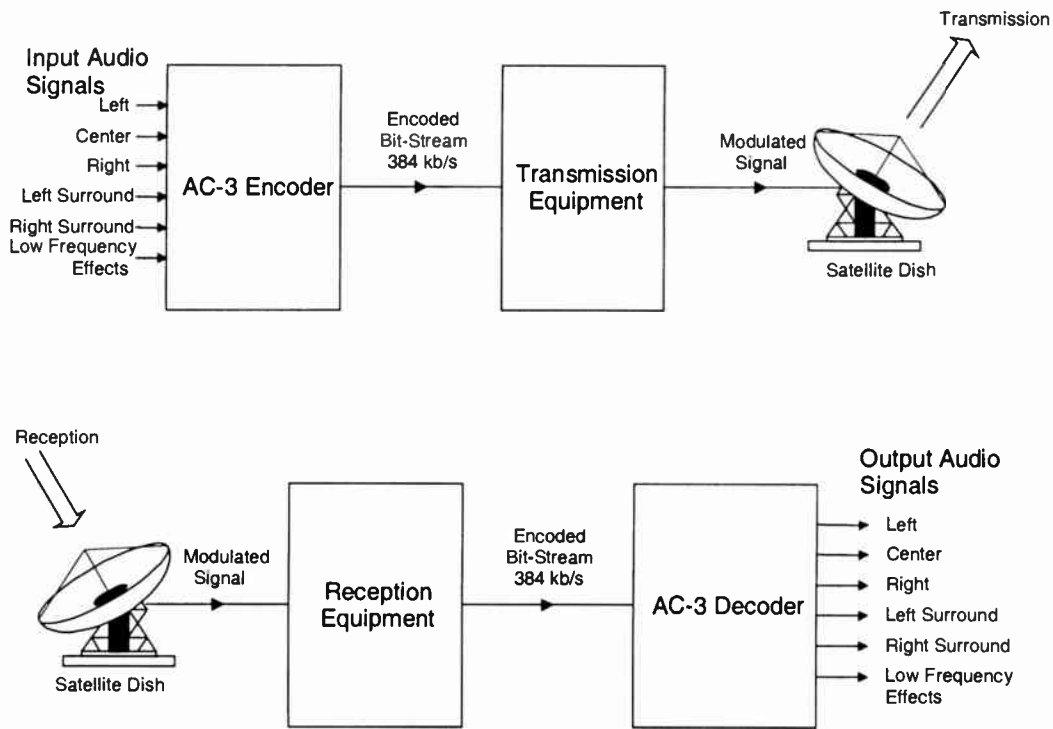 Transmission
Input Audio
Signals
Left
Center
Right
Left Surround
Right Surround
Low Frequency
Effects
AC-3 Encoder
Encoded
Bit-Stream
384 kb/s
Transmission
Equipment
Modulated
Signal
Satellite Dish
Reception
Satellite Dish
Modulated
Signal
Reception
Equipment
Encoded
Bit-Stream
384 kb/s
AC-3 Decoder
Output Audio
Signals
Left
Center
Right
Left Surround
Right Surround
Low Frequency
Effects